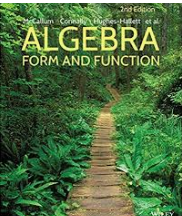 2nd Edition
McCallum Connally Hughes-Hallett et al.
ALGEBRA
FORM AND FUNCTION
WILEY